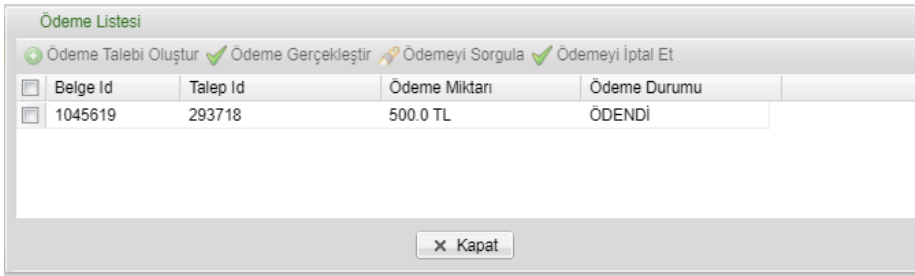 Ödeme Listesi
Ödeme Talebi Oluştur Ödeme Gerçekleştir Ödemeyi Sorgula Ödemeyi İptal Et
Belge Id Talep Id Ödeme Miktarı Ödeme Durumu
1045619 293718 500.0 TL ÖDENDİ
Kapat